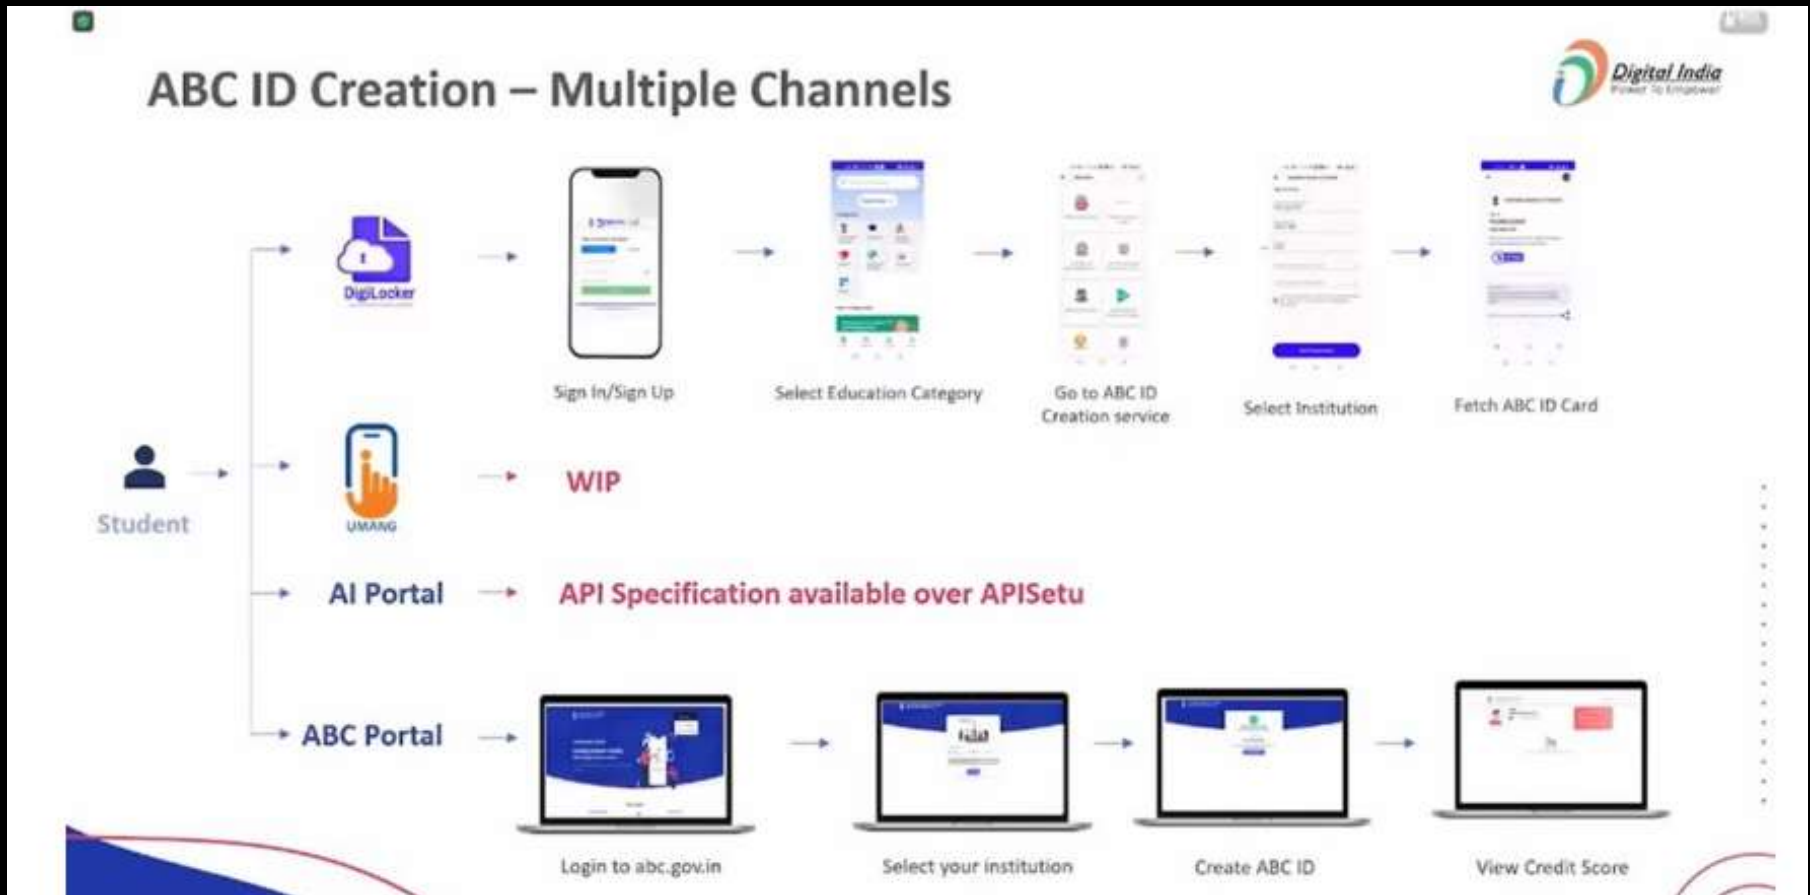 ABC ID Creation – Multiple Channels
Digital India
Power To Empower
DigiLocker
Sign In/Sign Up
Select Education Category
Go to ABC ID
Creation service
Select Institution
Fetch ABC ID Card
Student
UMANG
WIP
AI Portal
API Specification available over APISetu
ABC Portal
Login to abc.gov.in
Select your institution
Create ABC ID
View Credit Score